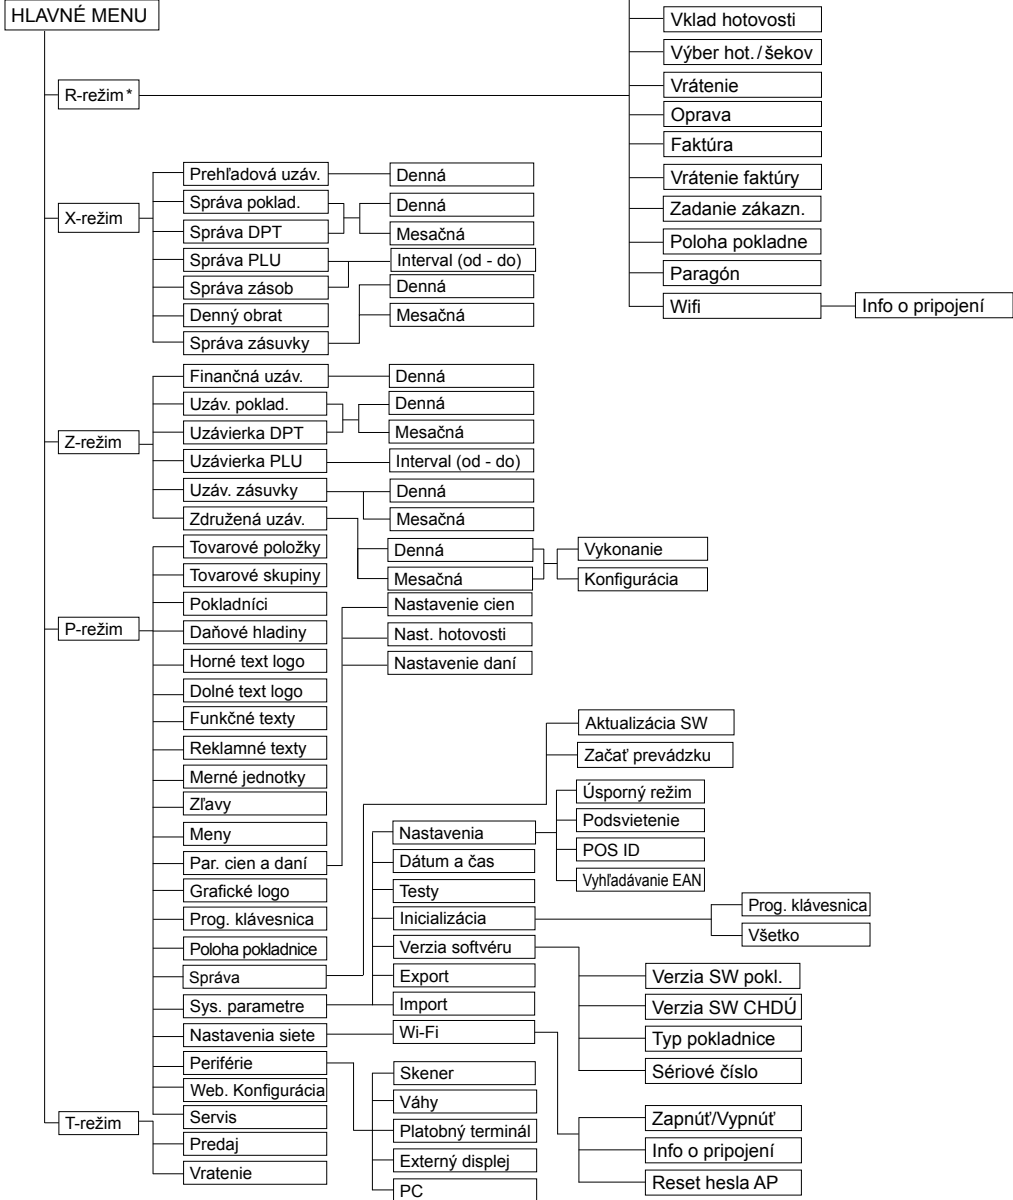 HLAVNÉ MENU
R-režim *
Vklad hotovosti
Výber hot. / šekov
Vrátenie
Oprava
Faktúra
Vrátenie faktúry
Zadanie zákazn.
Poloha pokladne
Paragón
Wifi
Info o pripojení
X-režim
Prehľadová uzáv.
Denná
Správa poklad.
Správa DPT
Denná
Mesačná
Správa PLU
Správa zásob
Interval (od - do)
Denný obrat
Správa zásuvky
Denná
Mesačná
Z-režim
Finančná uzáv.
Denná
Uzáv. poklad.
Uzávierka DPT
Denná
Mesačná
Uzávierka PLU
Interval (od - do)
Uzáv. zásuvky
Denná
Mesačná
Združená uzáv.
Denná
Mesačná
Vykonanie
Konfigurácia
P-režim
Tovarové položky
Tovarové skupiny
Pokladníci
Daňové hladiny
Horné text logo
Dolné text logo
Funkčné texty
Reklamné texty
Merné jednotky
Zľavy
Meny
Par. cien a daní
Nastavenie cien
Nast. hotovosti
Nastavenie daní
Grafické logo
Prog. klávesnica
Poloha pokladnice
Správa
Aktualizácia SW
Začať prevádzku
Sys. parametre
Nastavenia
Úsporný režim
Podsvietenie
POS ID
Vyhľadávanie EAN
Dátum a čas
Testy
Inicializácia
Prog. klávesnica
Všetko
Verzia softvéru
Verzia SW pokl.
Verzia SW CHDÚ
Typ pokladnice
Sériové číslo
Export
Import
Nastavenia siete
Wi-Fi
Zapnúť/Vypnúť
Info o pripojení
Reset hesla AP
Periférie
Skener
Váhy
Platobný terminál
Externý displej
PC
Web. Konfigurácia
Servis
T-režim
Predaj
Vratenie